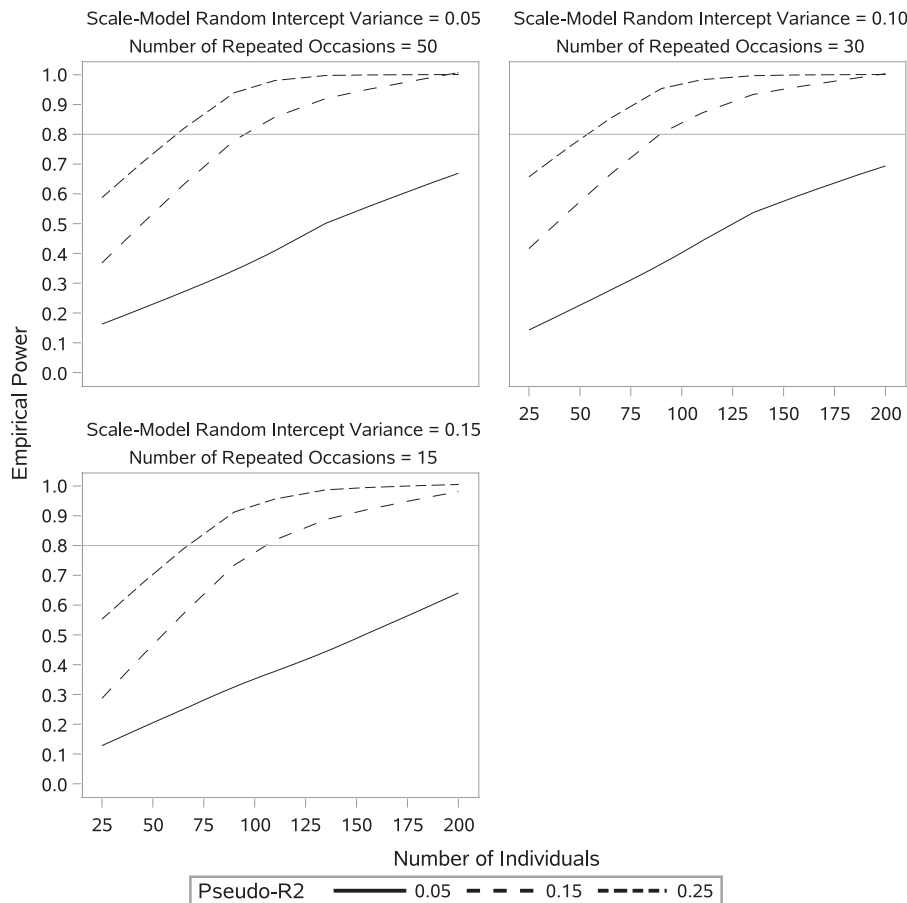 Scale-Model Random Intercept Variance = 0.05
Number of Repeated Occasions = 50
1.0
0.9
0.8
0.7
0.6
0.5
0.4
0.3
0.2
0.1
0.0
Scale-Model Random Intercept Variance = 0.10
Number of Repeated Occasions = 30
25 50 75 100 125 150 175 200
Empirical Power
Scale-Model Random Intercept Variance = 0.15
Number of Repeated Occasions = 15
1.0
0.9
0.8
0.7
0.6
0.5
0.4
0.3
0.2
0.1
0.0
25 50 75 100 125 150 175 200
Number of Individuals
Pseudo-R2 0.05 0.15 0.25